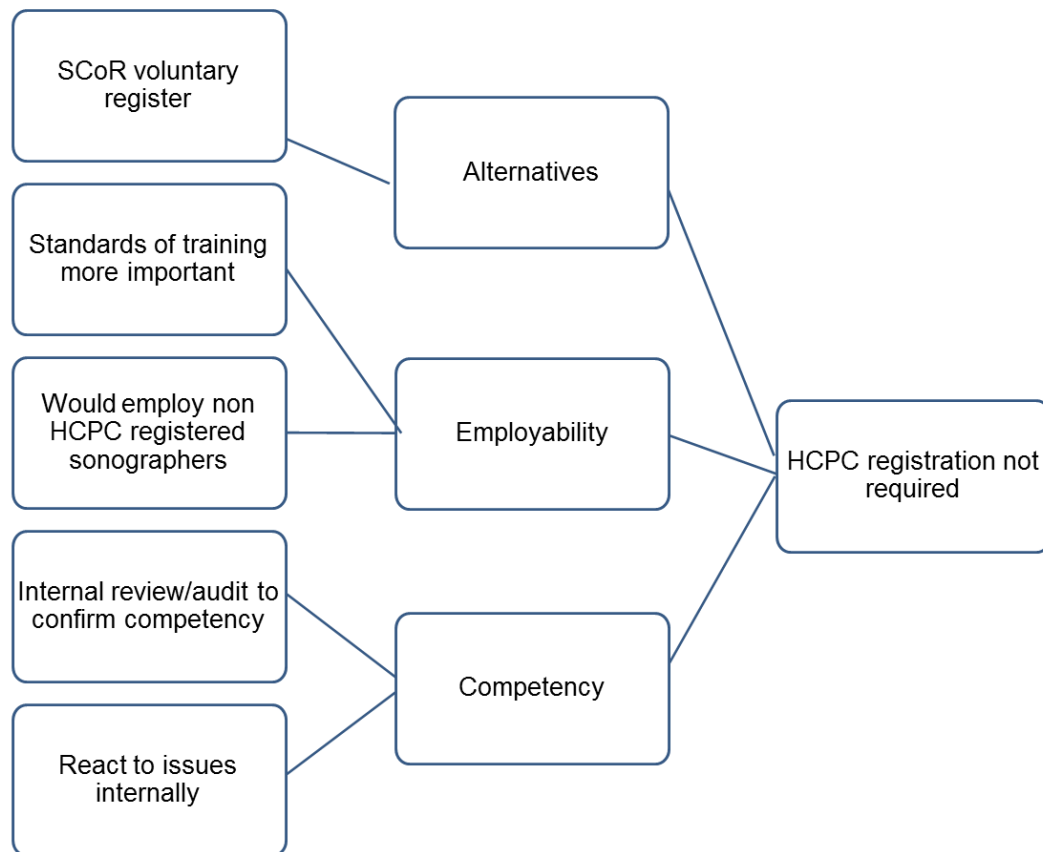 SCoR voluntary
register
Standards of training
more important
Would employ non
HCPC registered
sonographers
Internal review/audit to
confirm competency
React to issues
internally
Alternatives
Employability
Competency
HCPC registration not
required